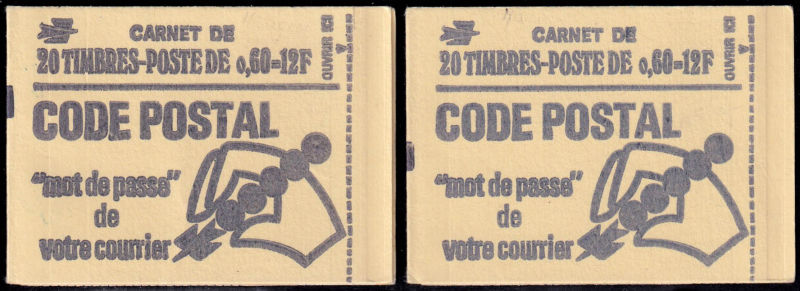 CARNET DE
20 TIMBRES-POSTE DE 0,60=12F
OUVRIR ICI
CODE POSTAL
"mot de passe"
de
votre courrier
CARNET DE
20 TIMBRES-POSTE DE 0,60=12F
OUVRIR ICI
CODE POSTAL
"mot de passe"
de
votre courrier